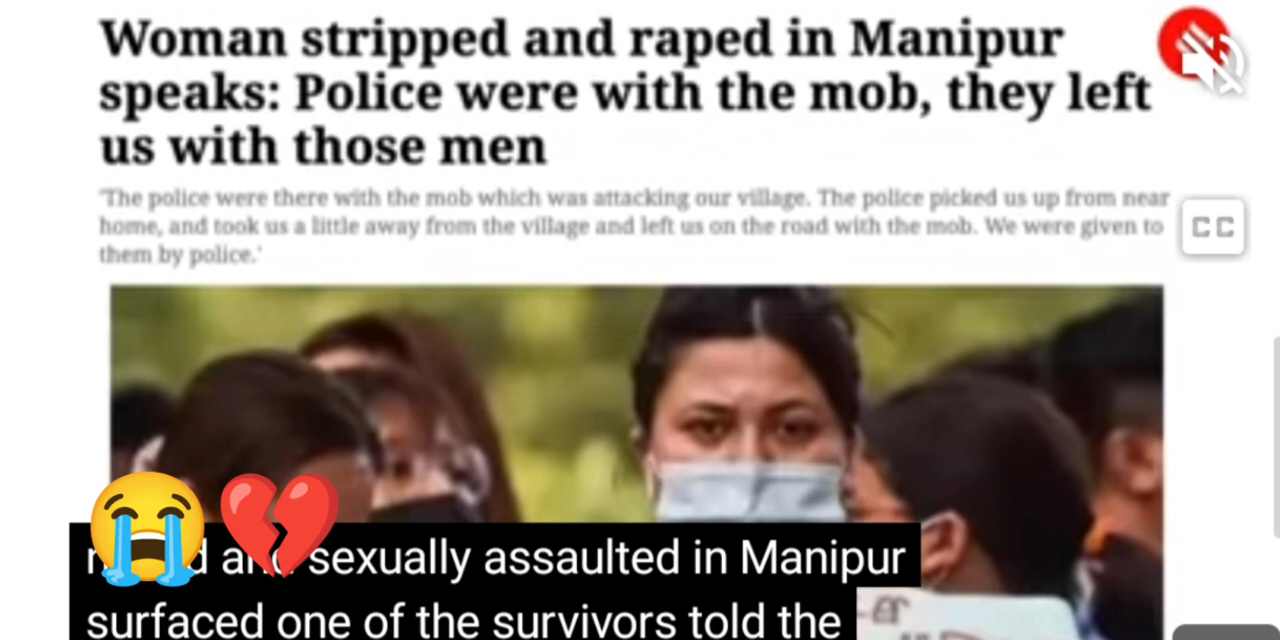 Woman stripped and raped in Manipur
speaks: Police were with the mob, they left
us with those men
'The police were there with the mob which was attacking our village. The police picked us up from near
home, and took us a little away from the village and left us on the road with the mob. We were given to
them by police.'
CC
and sexually assaulted in Manipur
surfaced one of the survivors told the